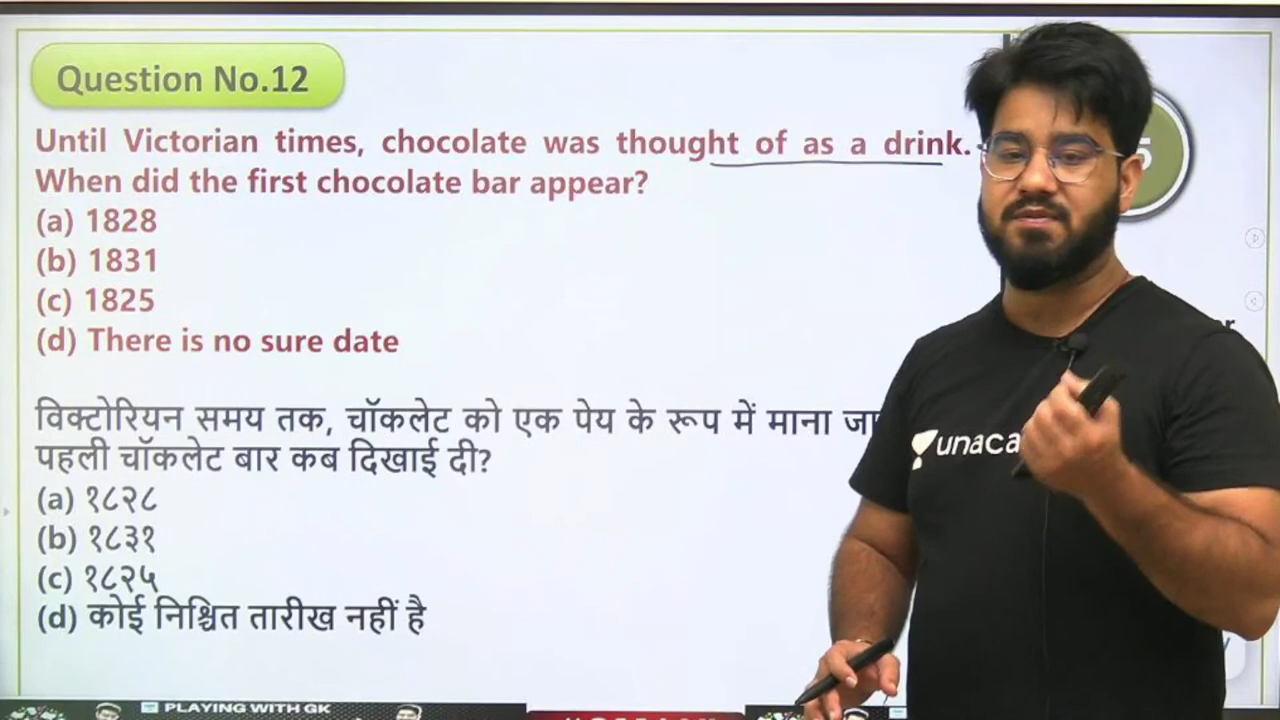 Question No.12
Until Victorian times, chocolate was thought of as a drink.
When did the first chocolate bar appear?
(a) 1828
(b) 1831
(c) 1825
(d) There is no sure date
विक्टोरियन समय तक, चॉकलेट को एक पेय के रूप में माना
पहली चॉकलेट बार कब दिखाई दी?
(a) १८२८
(b) १८३१
(c) १८२५
(d) कोई निश्चित तारीख नहीं है
5
unaca
PLAYING WITH GK